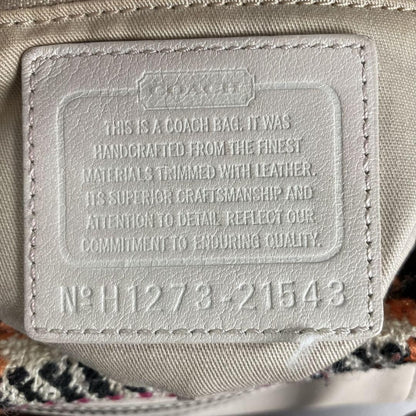 COACH
THIS IS A COACH BAG. IT WAS
HANDCRAFTED FROM THE FINEST
MATERIALS TRIMMED WITH LEATHER.
ITS SUPERIOR CRAFTSMANSHIP AND
ATTENTION TO DETAIL REFLECT OUR
COMMITMENT TO ENDURING QUALITY.
Nº H1273-21543